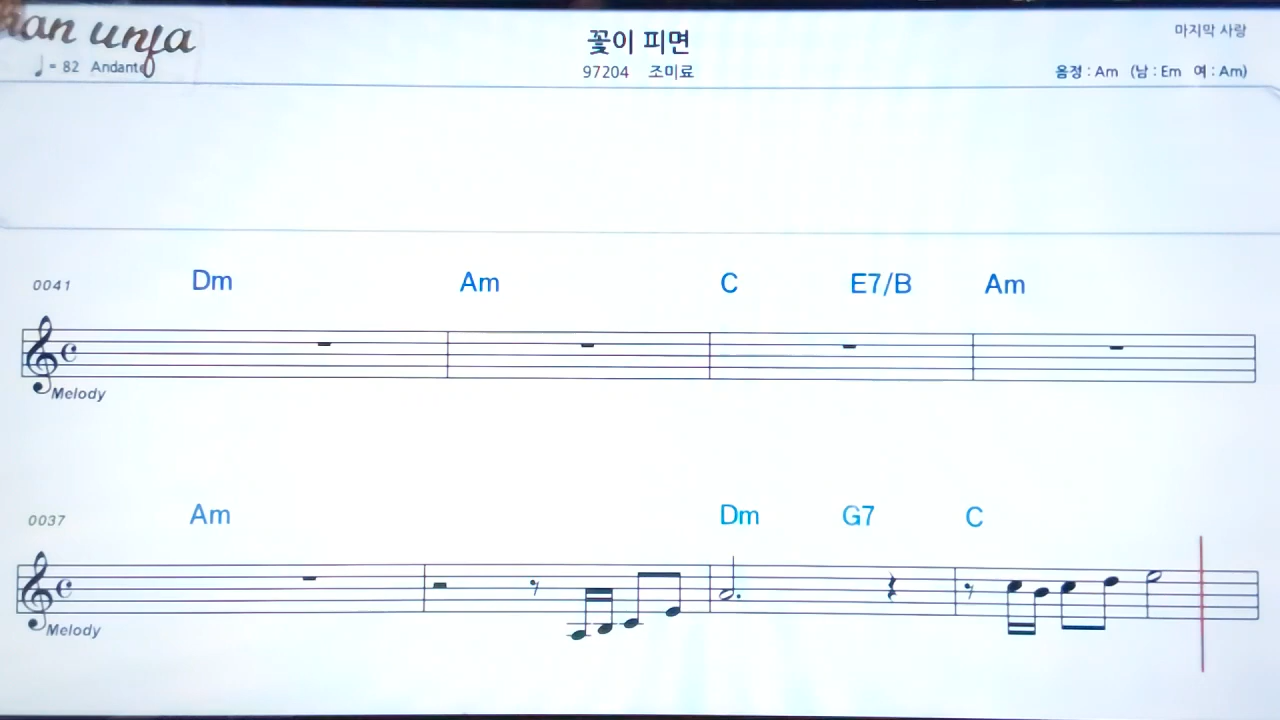 unja
꽃이 피면
마지막 사랑
♩= 82 Andante
97204 조미료
음정 : Am (남 : Em 여 : Am)
0041 Dm Am C E7/B Am
Melody
0037 Am Dm G7 C
Melody